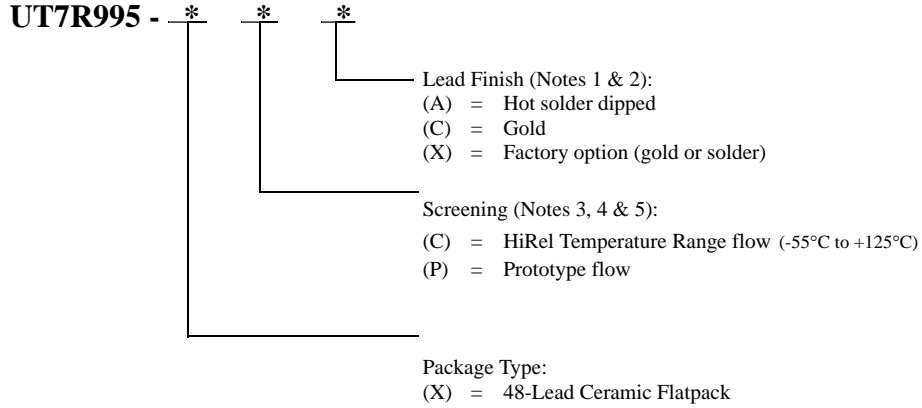 UT7R995 - * * *
Lead Finish (Notes 1 & 2):
(A) = Hot solder dipped
(C) = Gold
(X) = Factory option (gold or solder)
Screening (Notes 3, 4 & 5):
(C) = HiRel Temperature Range flow (-55°C to +125°C)
(P) = Prototype flow
Package Type:
(X) = 48-Lead Ceramic Flatpack